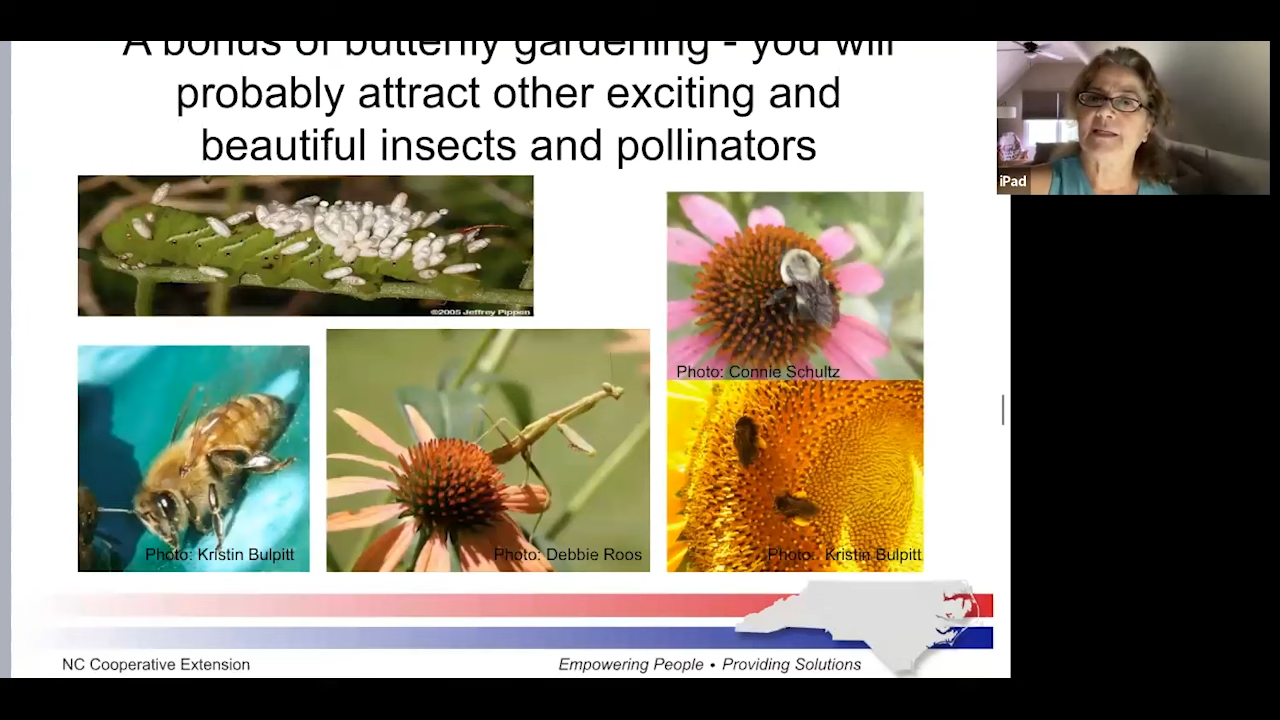 A bonus of butterfly gardening - you will
probably attract other exciting and
beautiful insects and pollinators
iPad
©2005 Jeffrey Pippen
Photo: Connie Schultz
Photo: Kristin Bulpitt
Photo: Debbie Roos
Photo: Kristin Bulpitt
NC Cooperative Extension
Empowering People • Providing Solutions